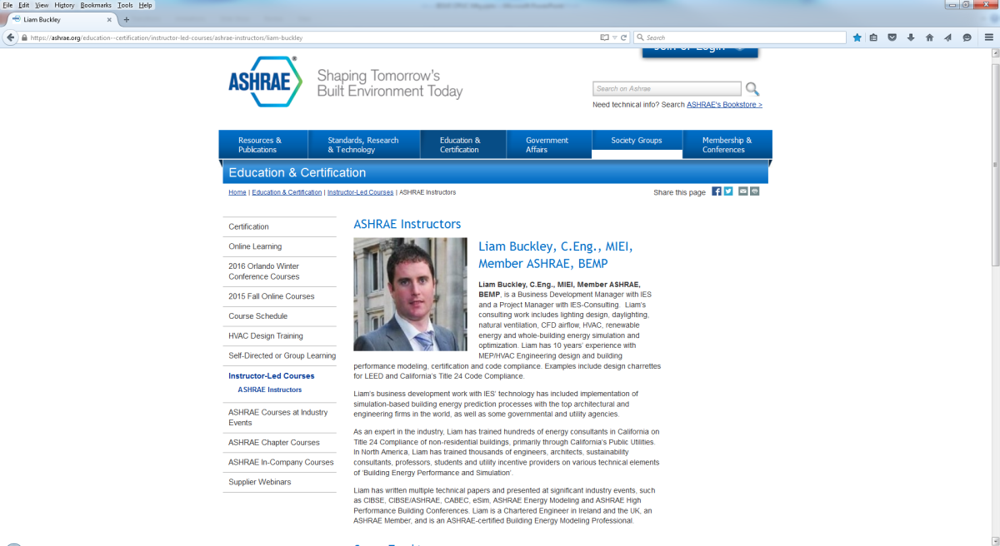 File Edit View History Bookmarks Tools Help
Liam Buckley
https://ashrae.org/education--certification/instructor-led-courses/ashrae-instructors/liam-buckley
Search
Join or Login
ASHRAE
Shaping Tomorrow's
Built Environment Today
Search on Ashrae
Need technical info? Search ASHRAE's Bookstore >
Resources &
Publications
Standards, Research
& Technology
Education &
Certification
Government
Affairs
Society Groups
Membership &
Conferences
Education & Certification
Home | Education & Certification | Instructor-Led Courses | ASHRAE Instructors
Share this page
Certification
Online Learning
2016 Orlando Winter
Conference Courses
2015 Fall Online Courses
Course Schedule
HVAC Design Training
Self-Directed or Group Learning
Instructor-Led Courses
ASHRAE Instructors
ASHRAE Courses at Industry
Events
ASHRAE Chapter Courses
ASHRAE In-Company Courses
Supplier Webinars
ASHRAE Instructors
Liam Buckley, C.Eng., MIEI,
Member ASHRAE, BEMP
Liam Buckley, C.Eng., MIEI, Member ASHRAE,
BEMP, is a Business Development Manager with IES
and a Project Manager with IES-Consulting.  Liam's
consulting work includes lighting design, daylighting,
natural ventilation, CFD airflow, HVAC, renewable
energy and whole-building energy simulation and
optimization. Liam has 10 years' experience with
MEP/HVAC Engineering design and building
performance modeling, certification and code compliance. Examples include design charrettes
for LEED and California's Title 24 Code Compliance.
Liam's business development work with IES' technology has included implementation of
simulation-based building energy prediction processes with the top architectural and
engineering firms in the world, as well as some governmental and utility agencies.
As an expert in the industry, Liam has trained hundreds of energy consultants in California on
Title 24 Compliance of non-residential buildings, primarily through California's Public Utilities.
In North America, Liam has trained thousands of engineers, architects, sustainability
consultants, professors, students and utility incentive providers on various technical elements
of 'Building Energy Performance and Simulation'.
Liam has written multiple technical papers and presented at significant industry events, such
as CIBSE, CIBSE/ASHRAE, CABEC, eSim, ASHRAE Energy Modeling and ASHRAE High
Performance Building Conferences. Liam is a Chartered Engineer in Ireland and the UK, an
ASHRAE Member, and is an ASHRAE-certified Building Energy Modeling Professional.